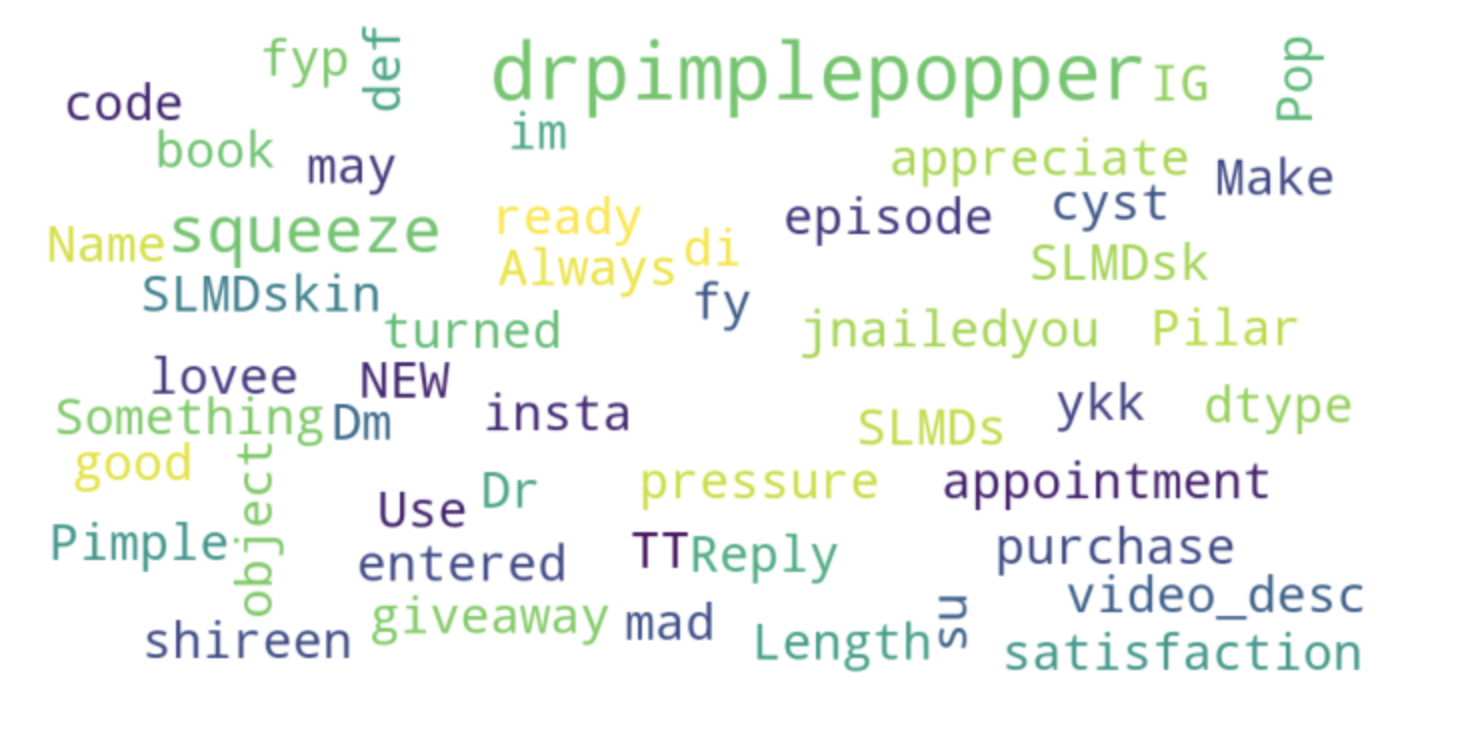 fyp
def
drpimplepopper
IG
Pop
code
im
book
may
appreciate
Make
cyst
Name
squeeze
ready
episode
di
Always
SLMDsk
SLMDskin
fy
turned
jnailedyou
Pilar
lovee
NEW
Something
Dm
insta
SLMDs
ykk
dtype
good
object
Use
Dr
pressure
appointment
Pimple
entered
TT
Reply
purchase
video_desc
shireen
giveaway
mad
Length
su
satisfaction